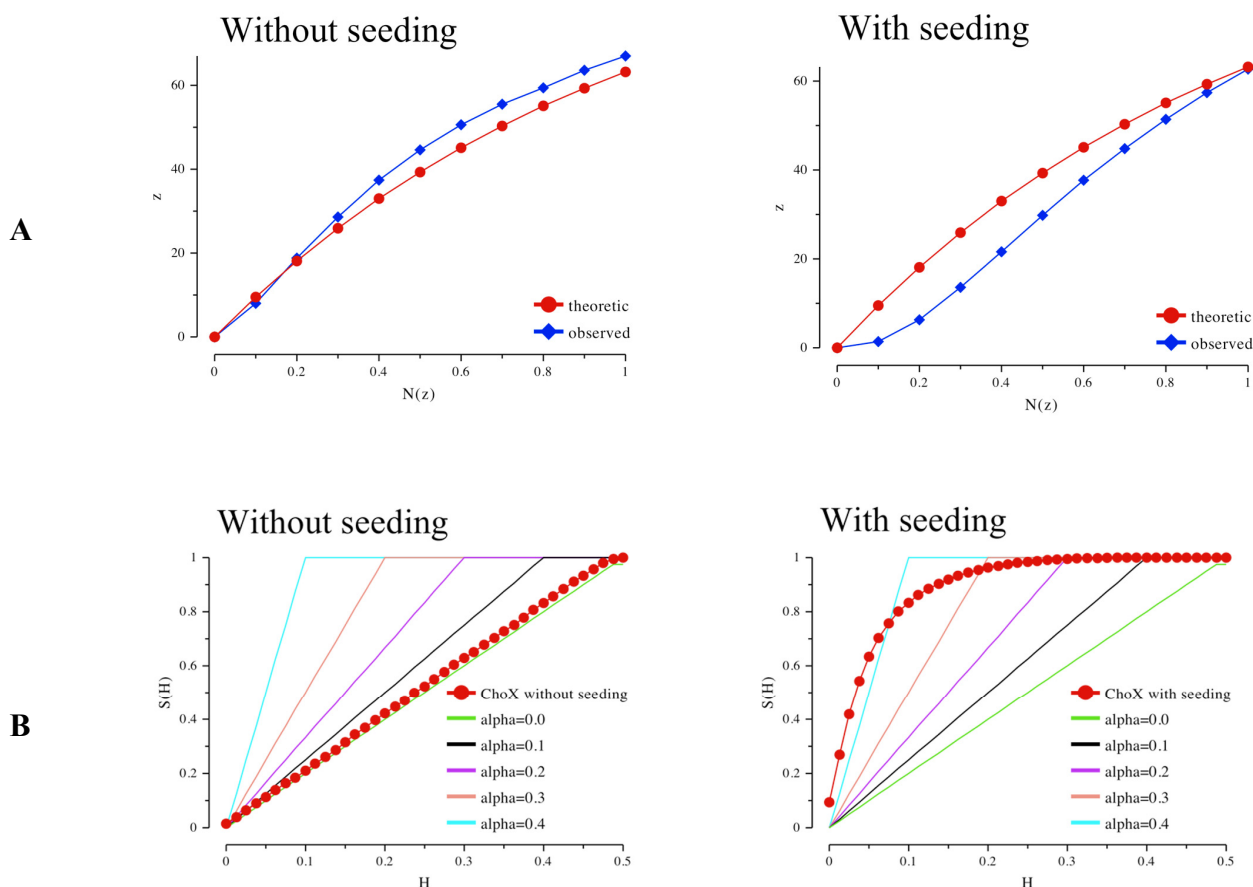 A
Without seeding
z
60
40
20
0
0 0.2 0.4 0.6 0.8 1
N(z)
theoretic
observed
With seeding
z
60
40
20
0
0 0.2 0.4 0.6 0.8 1
N(z)
theoretic
observed
B
Without seeding
S(H)
1
0.8
0.6
0.4
0.2
0
0 0.1 0.2 0.3 0.4 0.5
H
ChoX without seeding
alpha=0.0
alpha=0.1
alpha=0.2
alpha=0.3
alpha=0.4
With seeding
S(H)
1
0.8
0.6
0.4
0.2
0
0 0.1 0.2 0.3 0.4 0.5
H
ChoX with seeding
alpha=0.0
alpha=0.1
alpha=0.2
alpha=0.3
alpha=0.4